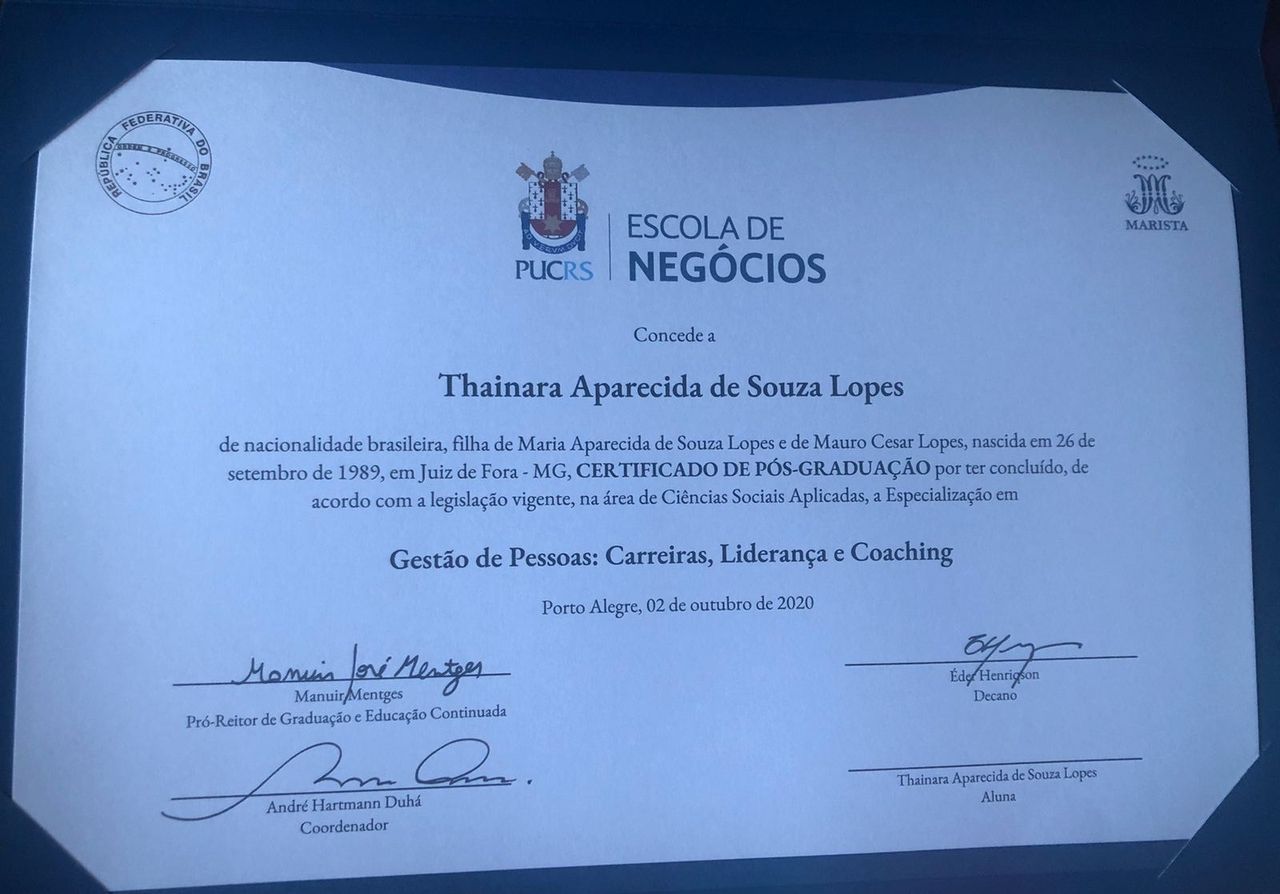 REPÚBLICA FEDERATIVA DO BRASIL
ORDEM E PROGRESSO
MARISTA
PUCRS
ESCOLA DE
NEGÓCIOS
Concede a
Thainara Aparecida de Souza Lopes
de nacionalidade brasileira, filha de Maria Aparecida de Souza Lopes e de Mauro Cesar Lopes, nascida em 26 de
setembro de 1989, em Juiz de Fora - MG, CERTIFICADO DE PÓS-GRADUAÇÃO por ter concluído, de
acordo com a legislação vigente, na área de Ciências Sociais Aplicadas, a Especialização em
Gestão de Pessoas: Carreiras, Liderança e Coaching
Porto Alegre, 02 de outubro de 2020
Manuir José Mentges
Manuir Mentges
Pró-Reitor de Graduação e Educação Continuada
Éder Henriqson
Decano
André Hartmann Duhá
Coordenador
Thainara Aparecida de Souza Lopes
Aluna